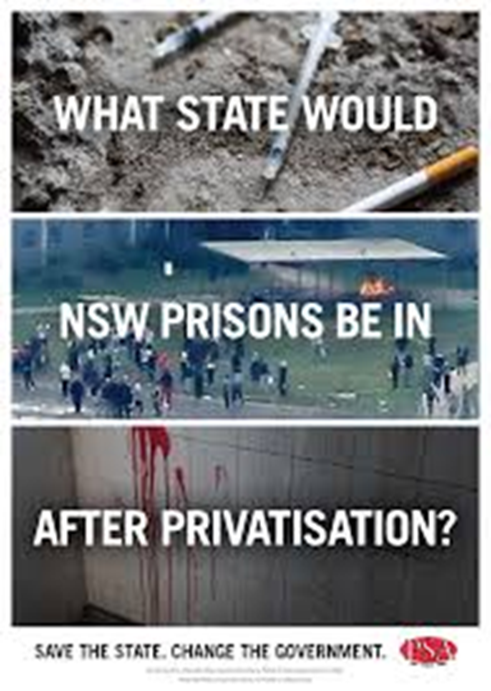 WHAT STATE WOULD
NSW PRISONS BE IN
AFTER PRIVATISATION?
SAVE THE STATE. CHANGE THE GOVERNMENT.
PSA